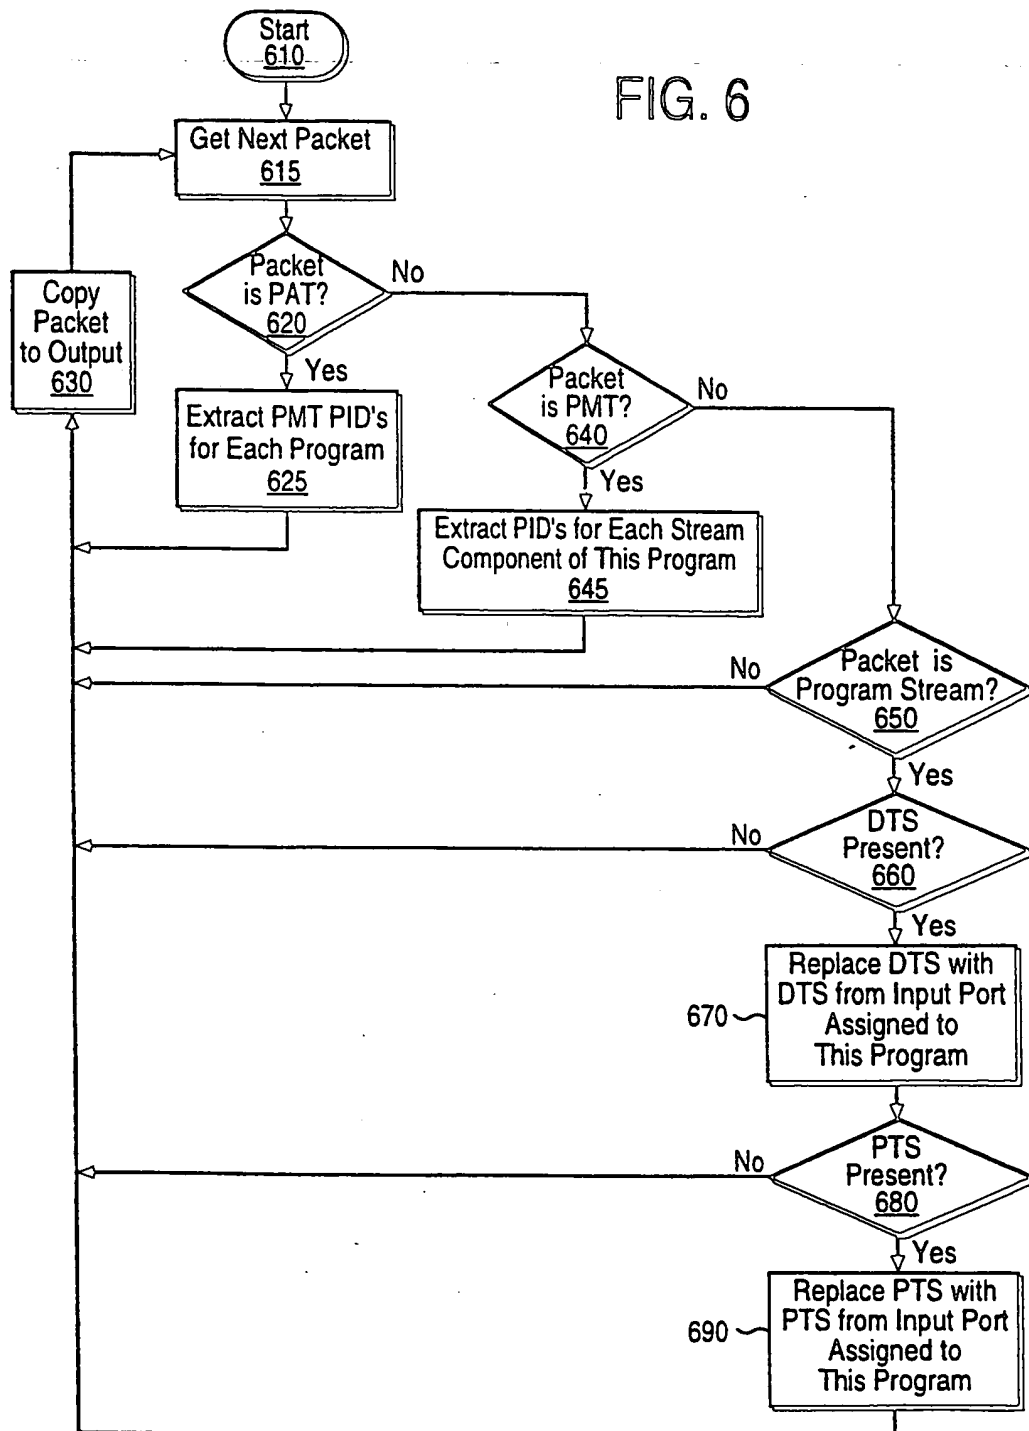 Start
610
FIG. 6
Get Next Packet
615
Packet
is PAT?
620
No
Yes
Copy
Packet
to Output
630
Extract PMT PID's
for Each Program
625
Packet
is PMT?
640
No
Yes
Extract PID's for Each Stream
Component of This Program
645
Packet is
Program Stream?
650
No
Yes
DTS
Present?
660
No
Yes
Replace DTS with
DTS from Input Port
Assigned to
This Program
670
PTS
Present?
680
No
Yes
Replace PTS with
PTS from Input Port
Assigned to
This Program
690